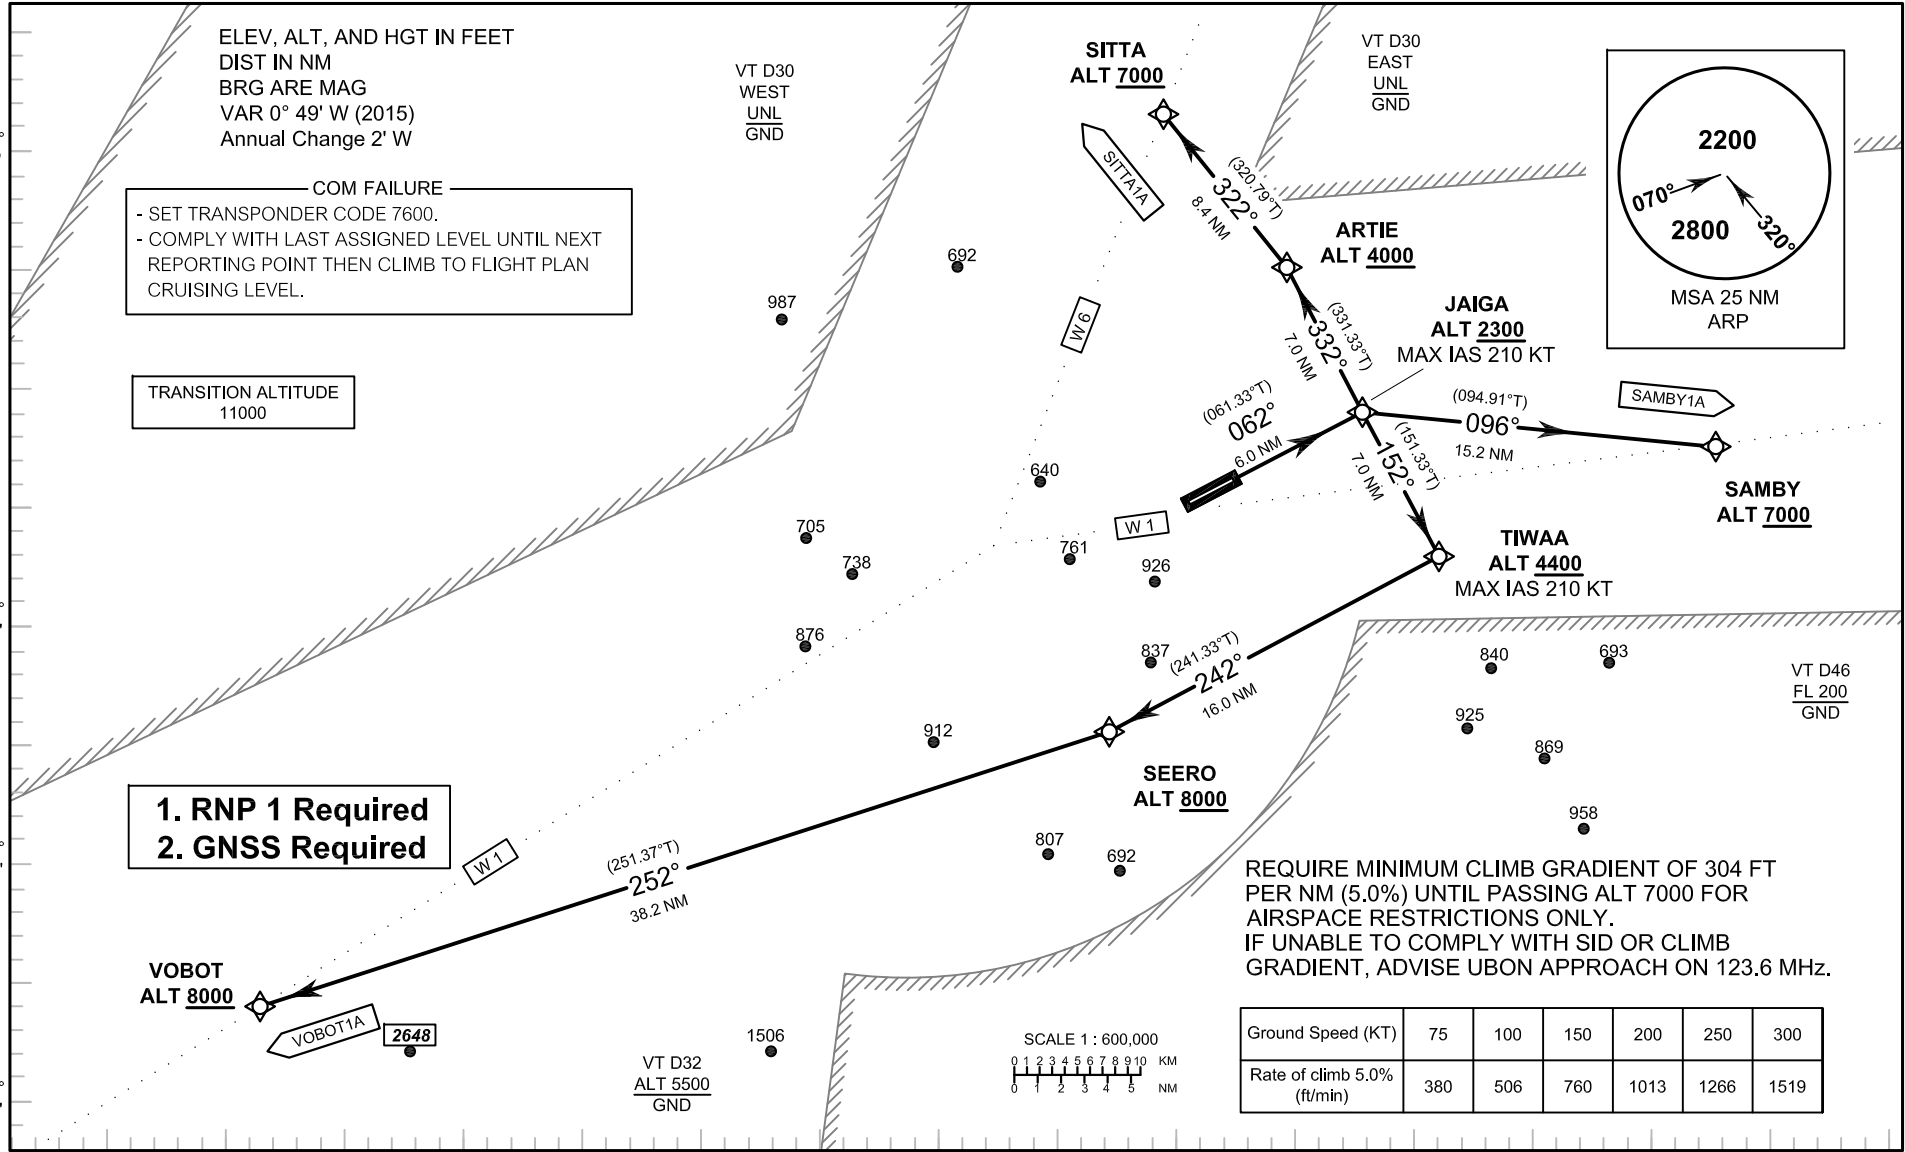 ELEV, ALT, AND HGT IN FEET
DIST IN NM
BRG ARE MAG
VAR 0° 49' W (2015)
Annual Change 2' W
COM FAILURE
- SET TRANSPONDER CODE 7600.
- COMPLY WITH LAST ASSIGNED LEVEL UNTIL NEXT
REPORTING POINT THEN CLIMB TO FLIGHT PLAN
CRUISING LEVEL.
TRANSITION ALTITUDE
11000
VT D30
WEST
UNL
GND
SITTA
ALT 7000
VT D30
EAST
UNL
GND
2200
070°
2800
320°
MSA 25 NM
ARP
SITTA1A
(320.79°T)
322°
8.4 NM
ARTIE
ALT 4000
692
987
W 6
(331.33°T)
332°
7.0 NM
JAIGA
ALT 2300
MAX IAS 210 KT
(061.33°T)
062°
6.0 NM
(094.91°T)
096°
15.2 NM
SAMBY1A
SAMBY
ALT 7000
(151.33°T)
152°
7.0 NM
640
W 1
705
738
761
926
TIWAA
ALT 4400
MAX IAS 210 KT
876
837
(241.33°T)
242°
16.0 NM
840
693
VT D46
FL 200
GND
912
925
869
958
SEERO
ALT 8000
1. RNP 1 Required
2. GNSS Required
W 1
(251.37°T)
252°
38.2 NM
807
692
REQUIRE MINIMUM CLIMB GRADIENT OF 304 FT
PER NM (5.0%) UNTIL PASSING ALT 7000 FOR
AIRSPACE RESTRICTIONS ONLY.
IF UNABLE TO COMPLY WITH SID OR CLIMB
GRADIENT, ADVISE UBON APPROACH ON 123.6 MHz.
VOBOT
ALT 8000
VOBOT1A
2648
1506
VT D32
ALT 5500
GND
SCALE 1 : 600,000
0 1 2 3 4 5 6 7 8 9 10 KM
0 1 2 3 4 5 NM
Ground Speed (KT) 75 100 150 200 250 300
Rate of climb 5.0%
(ft/min) 380 506 760 1013 1266 1519